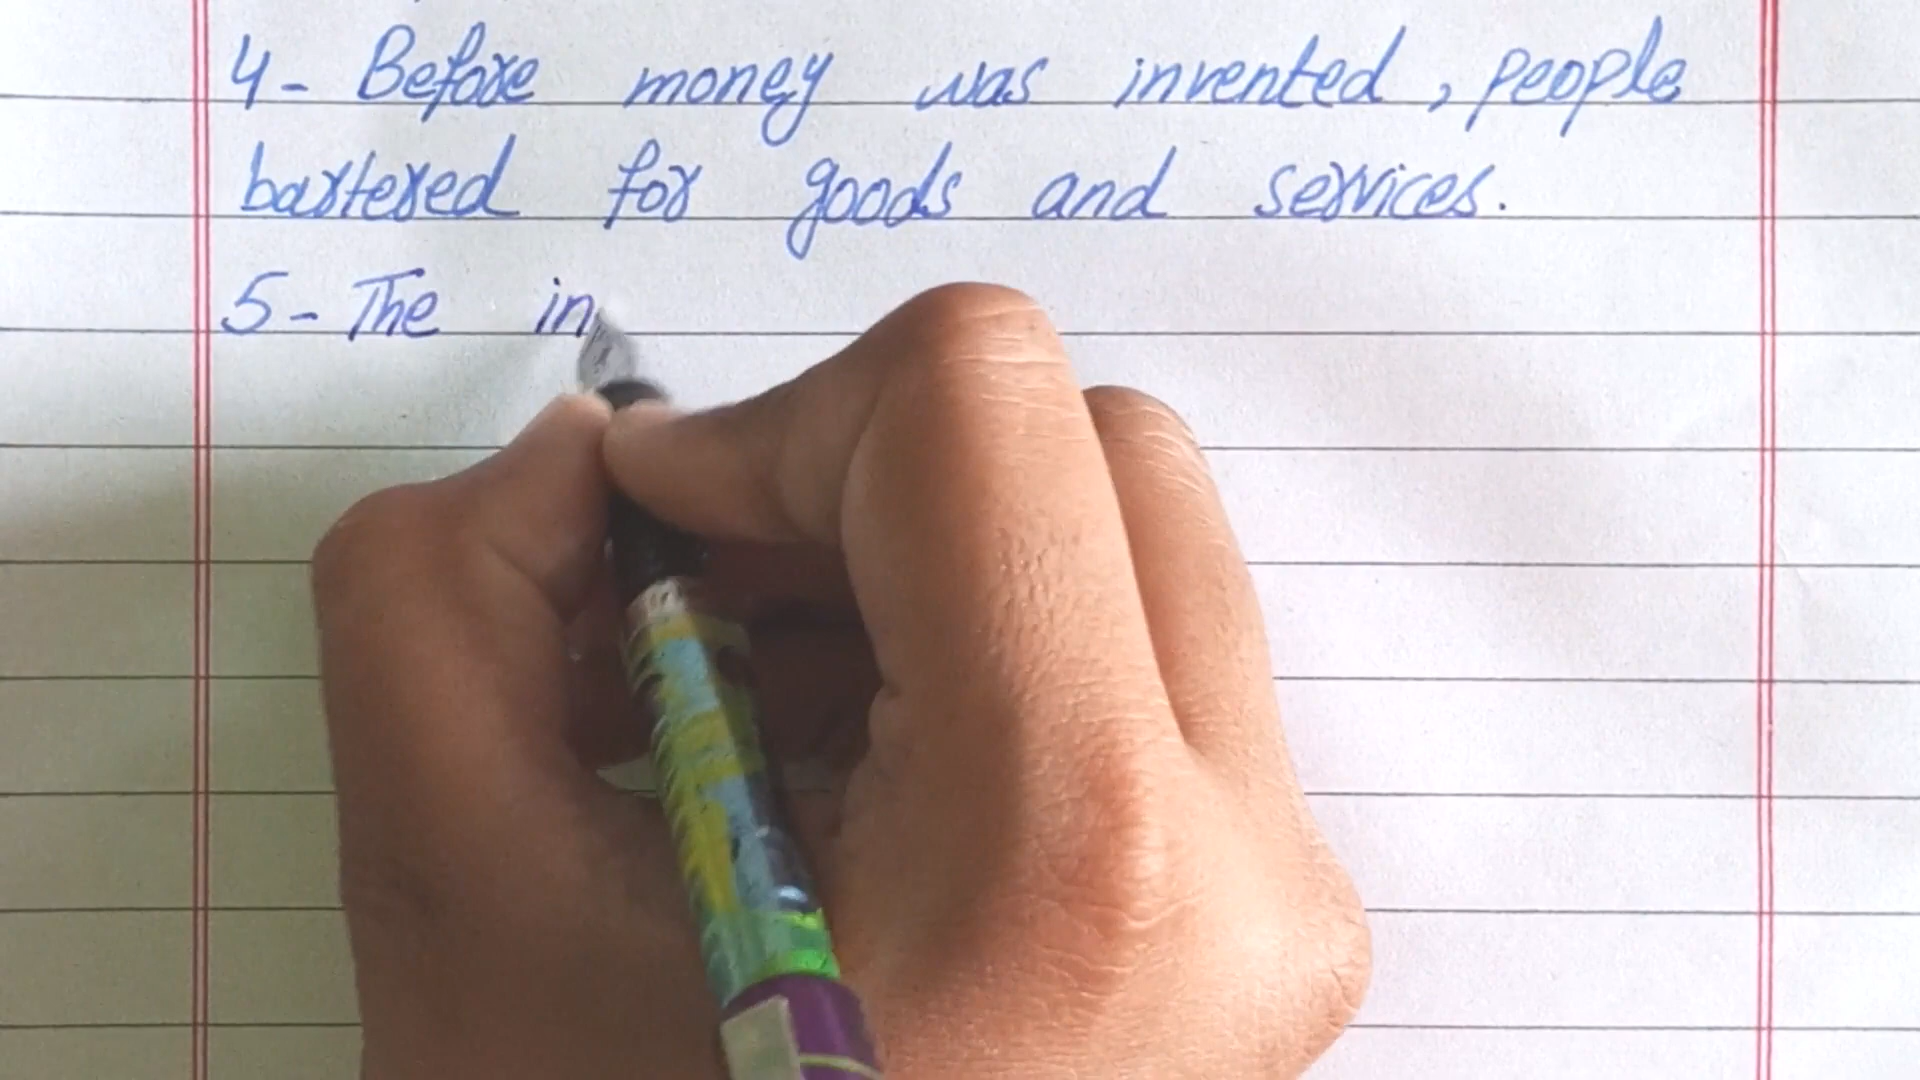 4- Before money was invented, people
bartered for goods and services.
5- The in